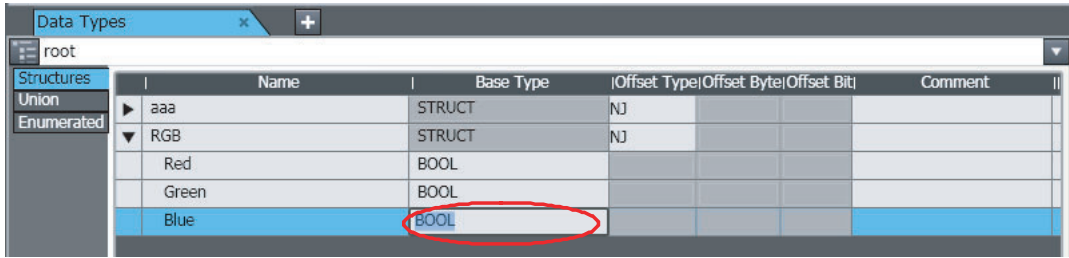 Data Types × +
root
Structures
Union
Enumerated
Name Base Type Offset Type Offset Byte Offset Bit Comment
aaa STRUCT NJ
RGB STRUCT NJ
Red BOOL
Green BOOL
Blue BOOL